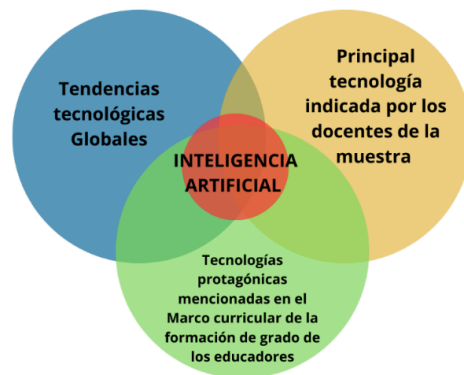 Tendencias
tecnológicas
Globales
Principal
tecnología
indicada por los
docentes de la
muestra
INTELIGENCIA
ARTIFICIAL
Tecnologías
protagónicas
mencionadas en el
Marco curricular de la
formación de grado de
los educadores